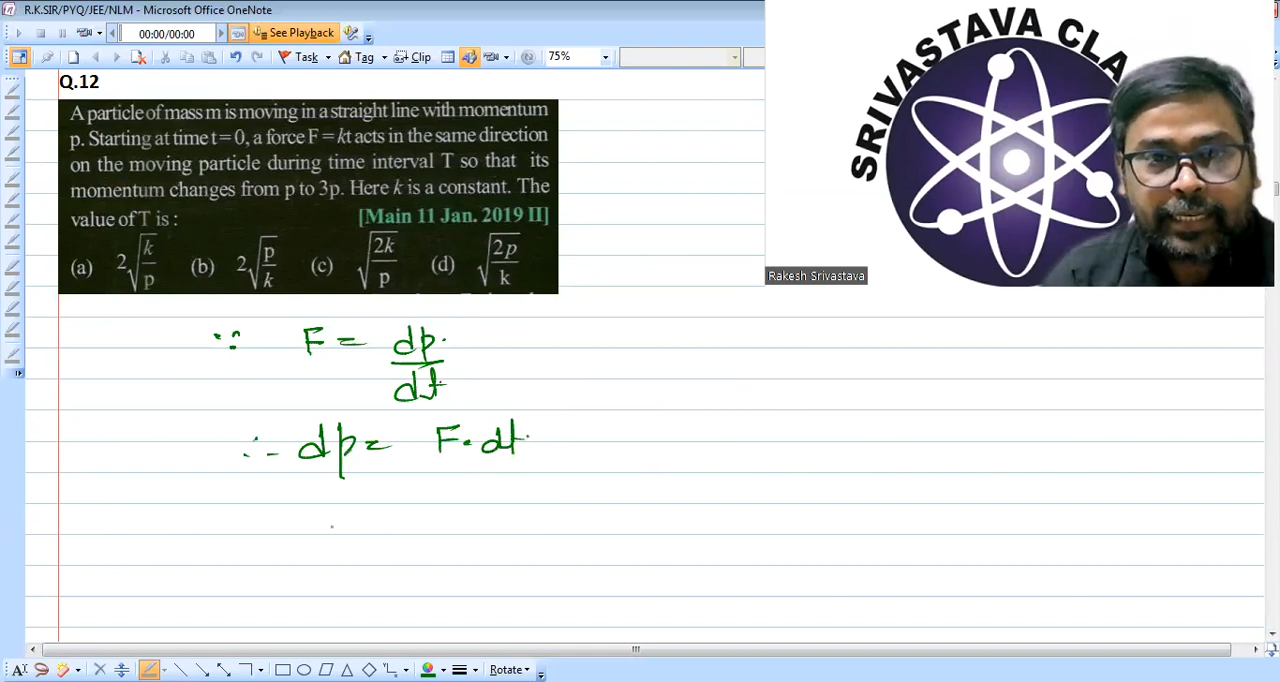 R.K.SIR/PYQ/JEE/NLM - Microsoft Office OneNote
00:00/00:00 See Playback
Task Tag Clip 75%
Q.12
A particle of mass m is moving in a straight line with momentum
p. Starting at time t = 0, a force F = kt acts in the same direction
on the moving particle during time interval T so that its
momentum changes from p to 3p. Here k is a constant. The
value of T is : [Main 11 Jan. 2019 II]
(a) 2√(k/p) (b) 2√(p/k) (c) √(2k/p) (d) √(2p/k)
∵ F = dp/dt
∴ dp = F. dt
SRIVASTAVA CLA
Rakesh Srivastava
A Rotate